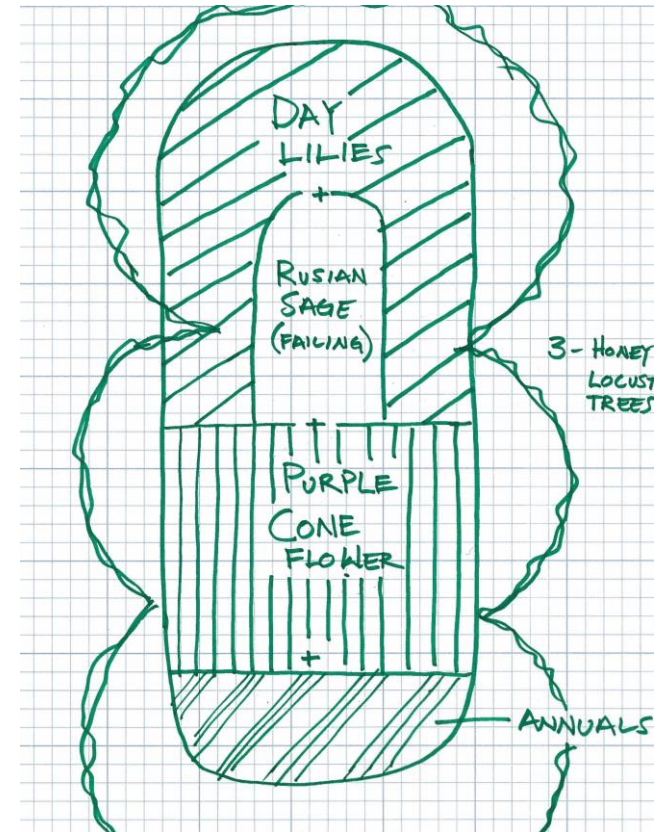 DAY
LILIES
RUSIAN
SAGE
(FAILING)
3-HONEY
LOCUST
TREES
PURPLE
CONE
FLOWER
ANNUALS